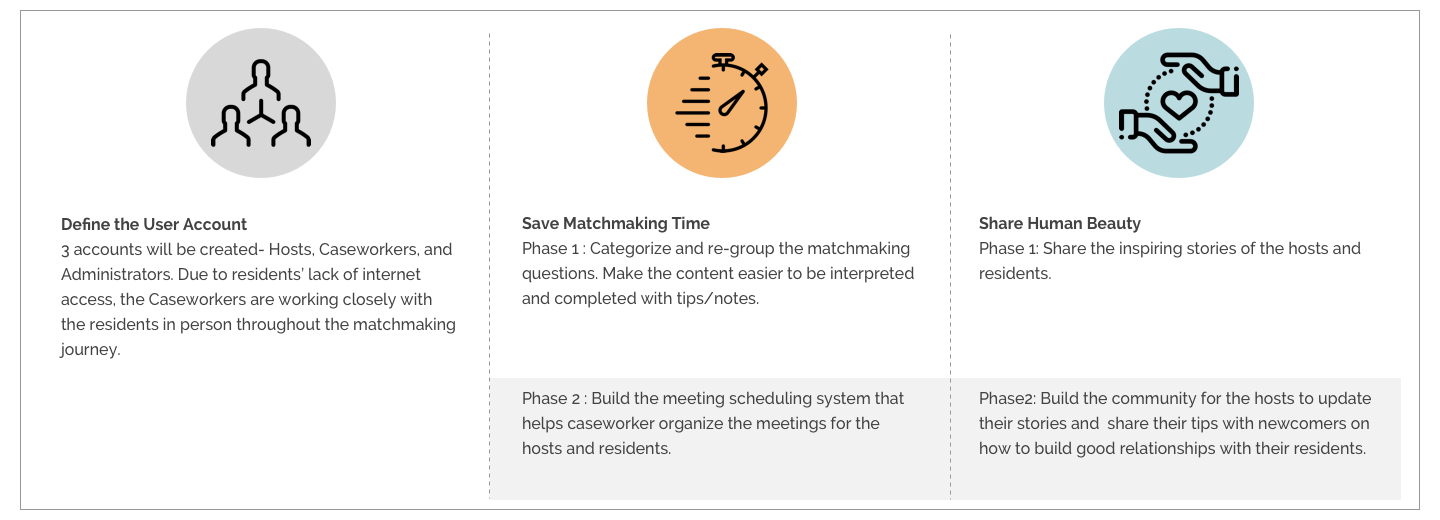 Define the User Account
3 accounts will be created- Hosts, Caseworkers, and
Administrators. Due to residents’ lack of internet
access, the Caseworkers are working closely with
the residents in person throughout the matchmaking
journey.
Save Matchmaking Time
Phase 1 : Categorize and re-group the matchmaking
questions. Make the content easier to be interpreted
and completed with tips/notes.
Phase 2 : Build the meeting scheduling system that
helps caseworker organize the meetings for the
hosts and residents.
Share Human Beauty
Phase 1: Share the inspiring stories of the hosts and
residents.
Phase2: Build the community for the hosts to update
their stories and  share their tips with newcomers on
how to build good relationships with their residents.